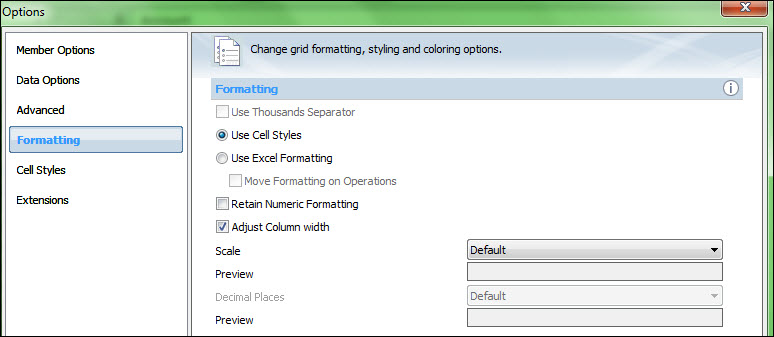 Options
Member Options
Data Options
Advanced
Formatting
Cell Styles
Extensions
Change grid formatting, styling and coloring options.
Formatting
Use Thousands Separator
Use Cell Styles
Use Excel Formatting
Move Formatting on Operations
Retain Numeric Formatting
Adjust Column width
Scale Default
Preview
Decimal Places Default
Preview